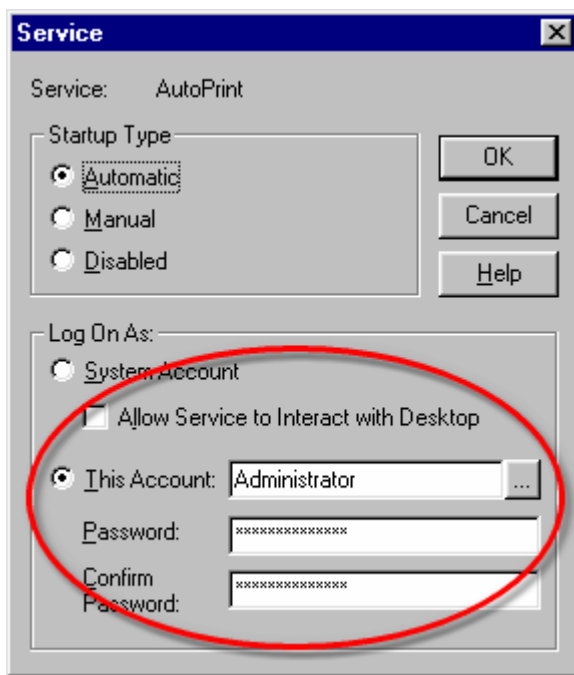 Service
Service: AutoPrint
Startup Type
Automatic
OK
Manual
Cancel
Disabled
Help
Log On As:
System Account
Allow Service to Interact with Desktop
This Account: Administrator ...
Password: **************
Confirm
Password: **************